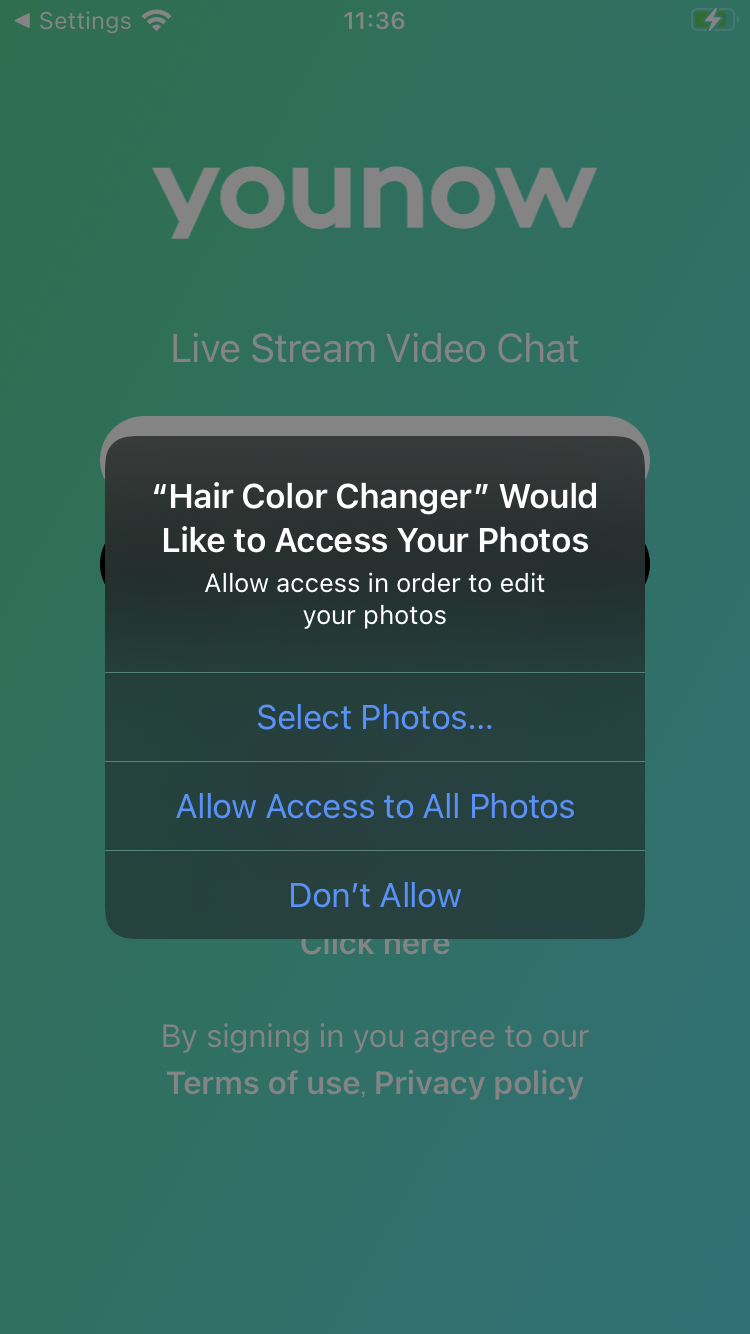 ◀ Settings 11:36
younow
Live Stream Video Chat
“Hair Color Changer” Would
Like to Access Your Photos
Allow access in order to edit
your photos
Select Photos...
Allow Access to All Photos
Don’t Allow
Click here
By signing in you agree to our
Terms of use, Privacy policy